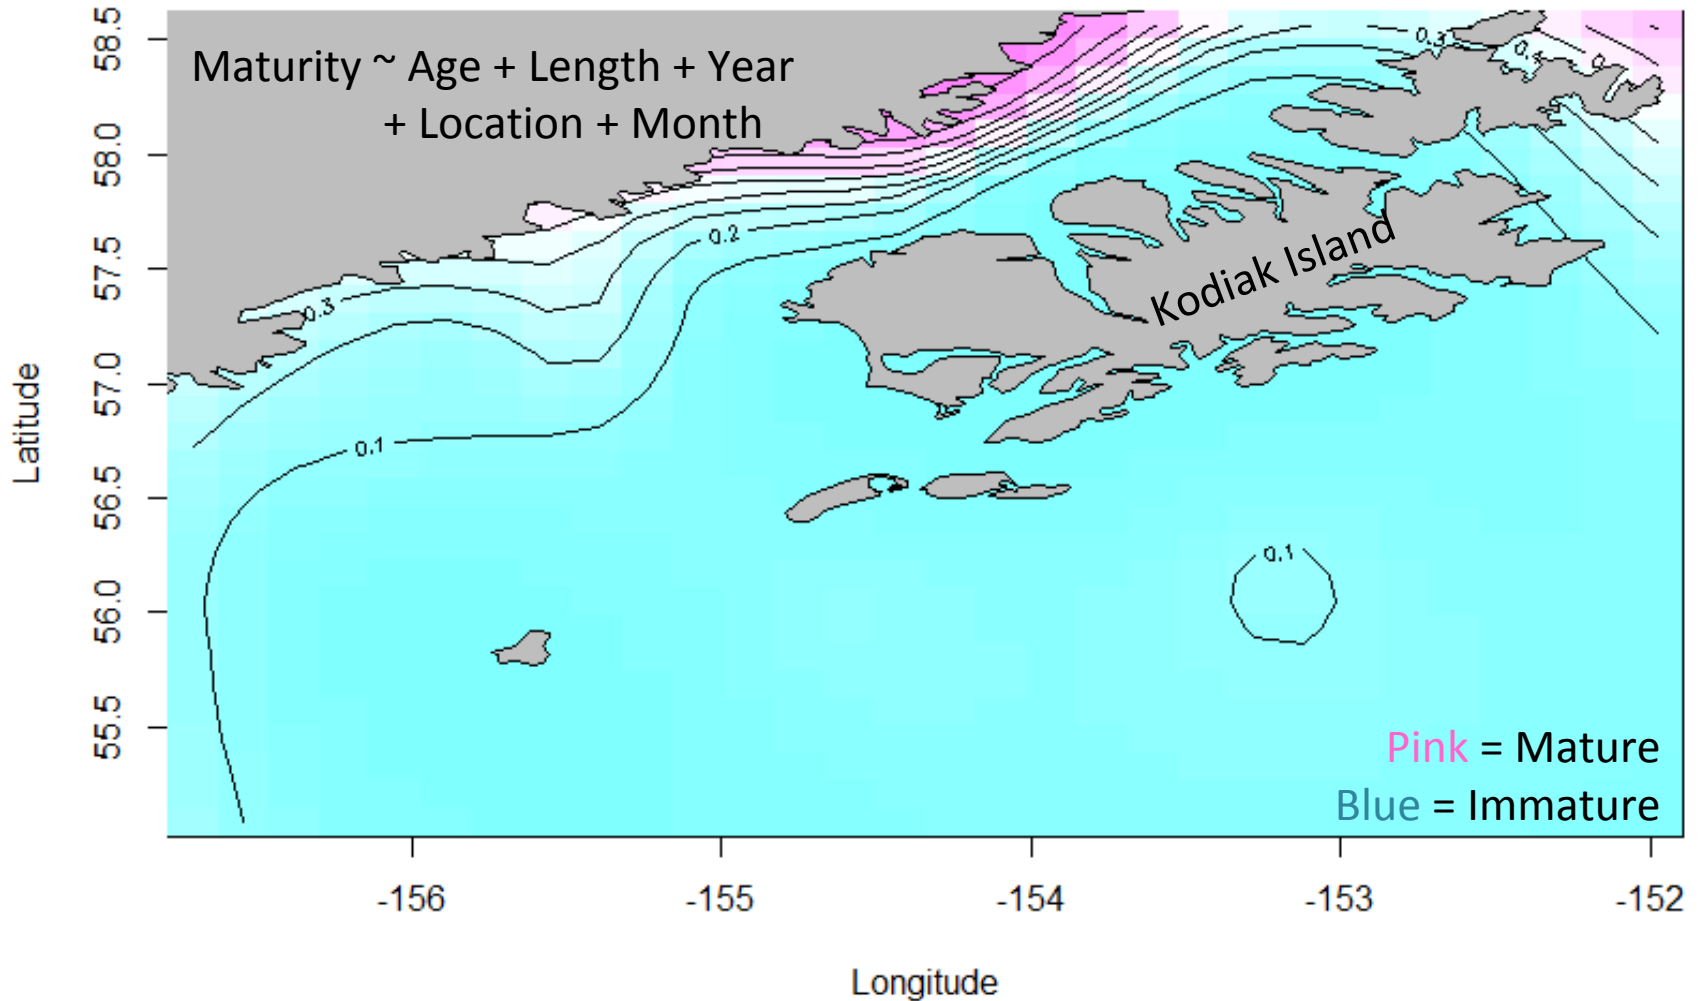 Maturity ~ Age + Length + Year
+ Location + Month
58.5
58.0
57.5
57.0
56.5
56.0
55.5
Latitude
0.3
0.2
0.3
0.1
0.1
Kodiak Island
Pink = Mature
Blue = Immature
-156
-155
-154
-153
-152
Longitude